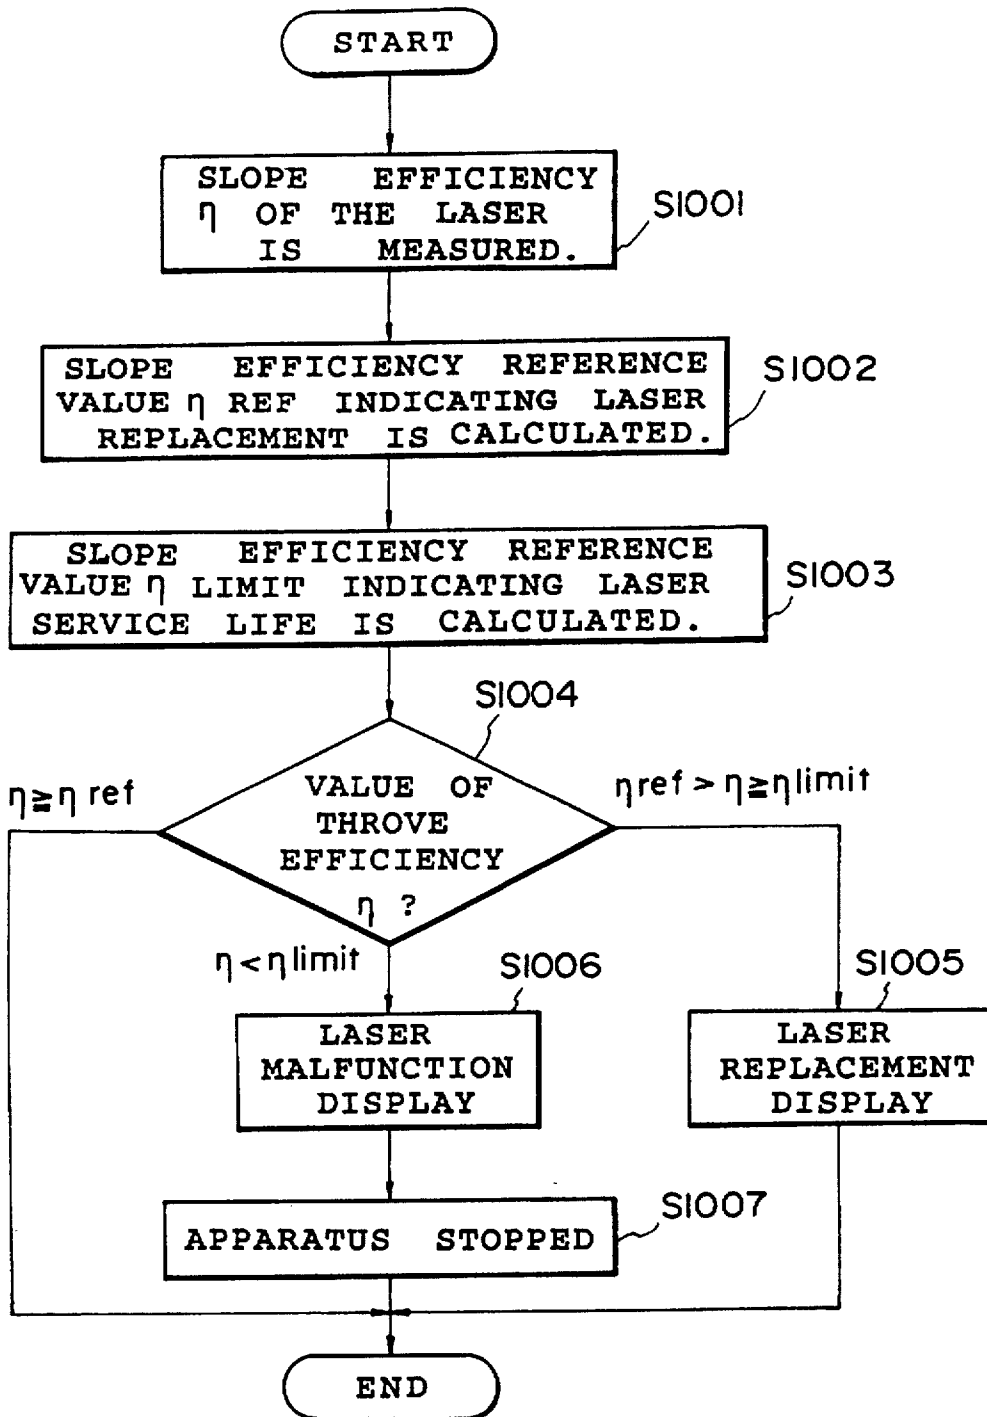 START
SLOPE EFFICIENCY
η OF THE LASER
IS MEASURED.
S1001
SLOPE EFFICIENCY REFERENCE
VALUE η REF INDICATING LASER
REPLACEMENT IS CALCULATED.
S1002
SLOPE EFFICIENCY REFERENCE
VALUE η LIMIT INDICATING LASER
SERVICE LIFE IS CALCULATED.
S1003
S1004
VALUE OF
THROVE
EFFICIENCY
η ?
η≧η ref
ηref > η≧ηlimit
η<ηlimit
S1006
LASER
MALFUNCTION
DISPLAY
S1005
LASER
REPLACEMENT
DISPLAY
S1007
APPARATUS STOPPED
END